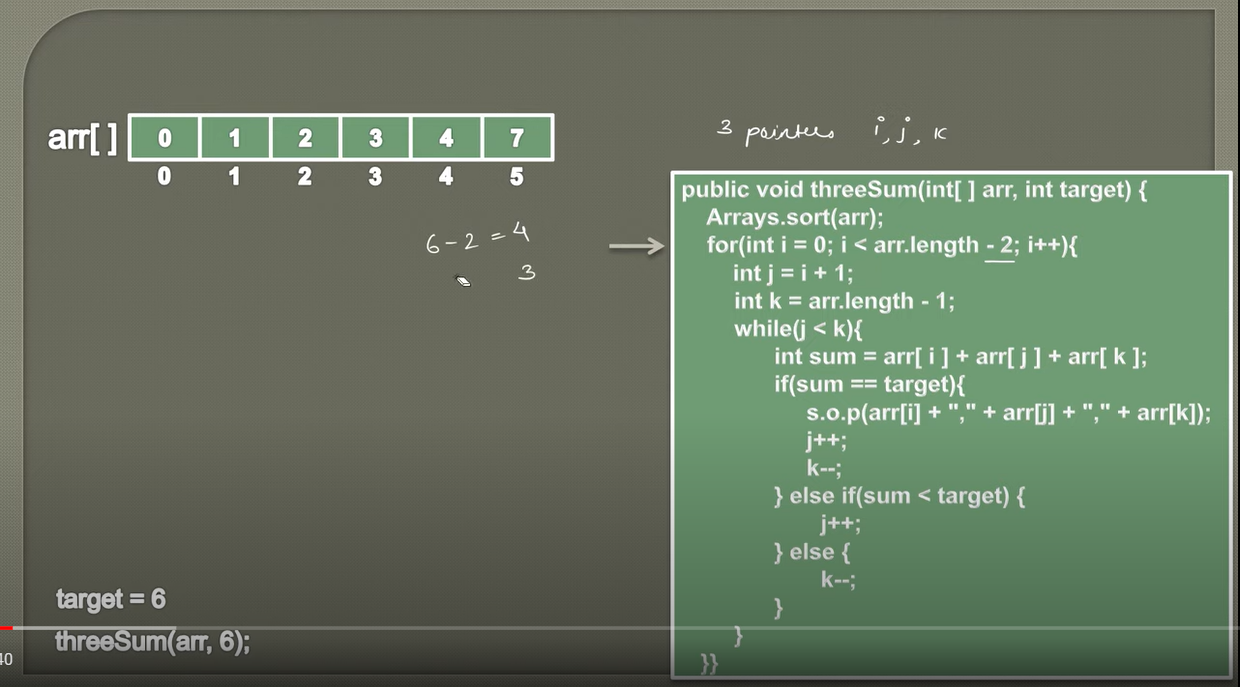 arr[ ] 0 1 2 3 4 7
0 1 2 3 4 5
6 - 2 = 4
3
3 pointers i, j, k
public void threeSum(int[ ] arr, int target) {
Arrays.sort(arr);
for(int i = 0; i < arr.length - 2; i++){
int j = i + 1;
int k = arr.length - 1;
while(j < k){
int sum = arr[ i ] + arr[ j ] + arr[ k ];
if(sum == target){
s.o.p(arr[i] + "," + arr[j] + "," + arr[k]);
j++;
k--;
} else if(sum < target) {
j++;
} else {
k--;
}
}
}}
target = 6
threeSum(arr, 6);
40